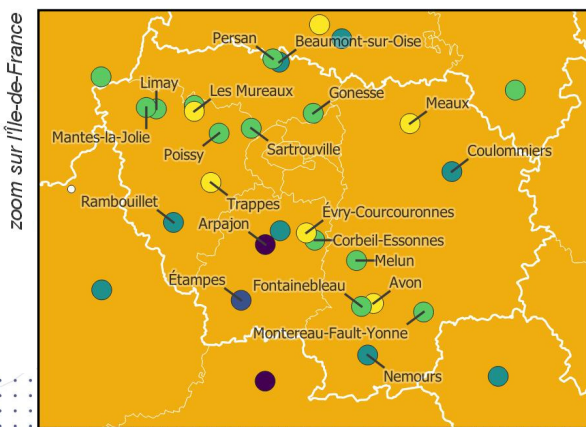 zoom sur l'Île-de-France
Persan
Beaumont-sur-Oise
Limay
Les Mureaux
Gonesse
Meaux
Mantes-la-Jolie
Poissy
Sartrouville
Coulommiers
Trappes
Rambouillet
Arpajon
Évry-Courcouronnes
Corbeil-Essonnes
Melun
Étampes
Fontainebleau
Avon
Montereau-Fault-Yonne
Nemours